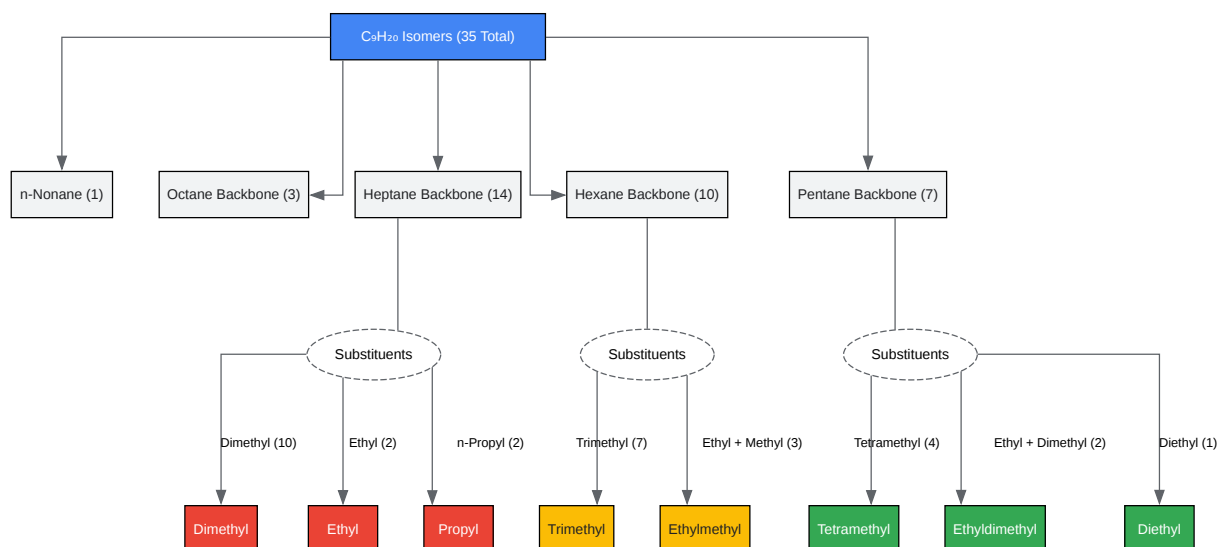 C₉H₂₀ Isomers (35 Total)
n-Nonane (1)
Octane Backbone (3)
Heptane Backbone (14)
Hexane Backbone (10)
Pentane Backbone (7)
Substituents
Substituents
Substituents
Dimethyl (10)
Ethyl (2)
n-Propyl (2)
Trimethyl (7)
Ethyl + Methyl (3)
Tetramethyl (4)
Ethyl + Dimethyl (2)
Diethyl (1)
Dimethyl
Ethyl
Propyl
Trimethyl
Ethylmethyl
Tetramethyl
Ethyldimethyl
Diethyl